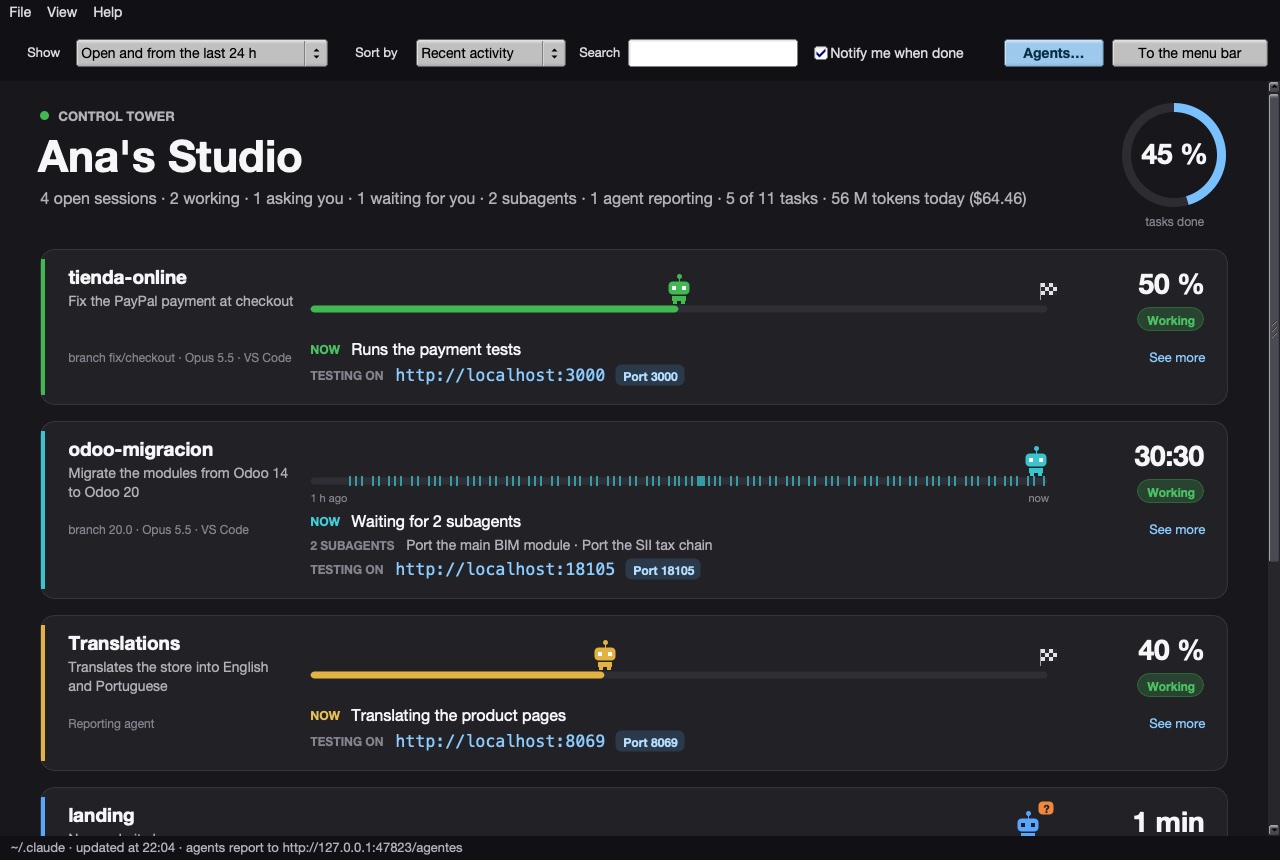 File View Help
Show Open and from the last 24 h Sort by Recent activity Search Notify me when done Agents... To the menu bar
CONTROL TOWER
Ana's Studio
4 open sessions · 2 working · 1 asking you · 1 waiting for you · 2 subagents · 1 agent reporting · 5 of 11 tasks · 56 M tokens today ($64.46)
45 %
tasks done
tienda-online
Fix the PayPal payment at checkout
branch fix/checkout · Opus 5.5 · VS Code
NOW Runs the payment tests
TESTING ON http://localhost:3000 Port 3000
50 %
Working
See more
odoo-migracion
Migrate the modules from Odoo 14
to Odoo 20
branch 20.0 · Opus 5.5 · VS Code
1 h ago
now
NOW Waiting for 2 subagents
2 SUBAGENTS Port the main BIM module · Port the SII tax chain
TESTING ON http://localhost:18105 Port 18105
30:30
Working
See more
Translations
Translates the store into English
and Portuguese
Reporting agent
NOW Translating the product pages
TESTING ON http://localhost:8069 Port 8069
40 %
Working
See more
landing
?
1 min
~/.claude · updated at 22:04 · agents report to http://127.0.0.1:47823/agentes